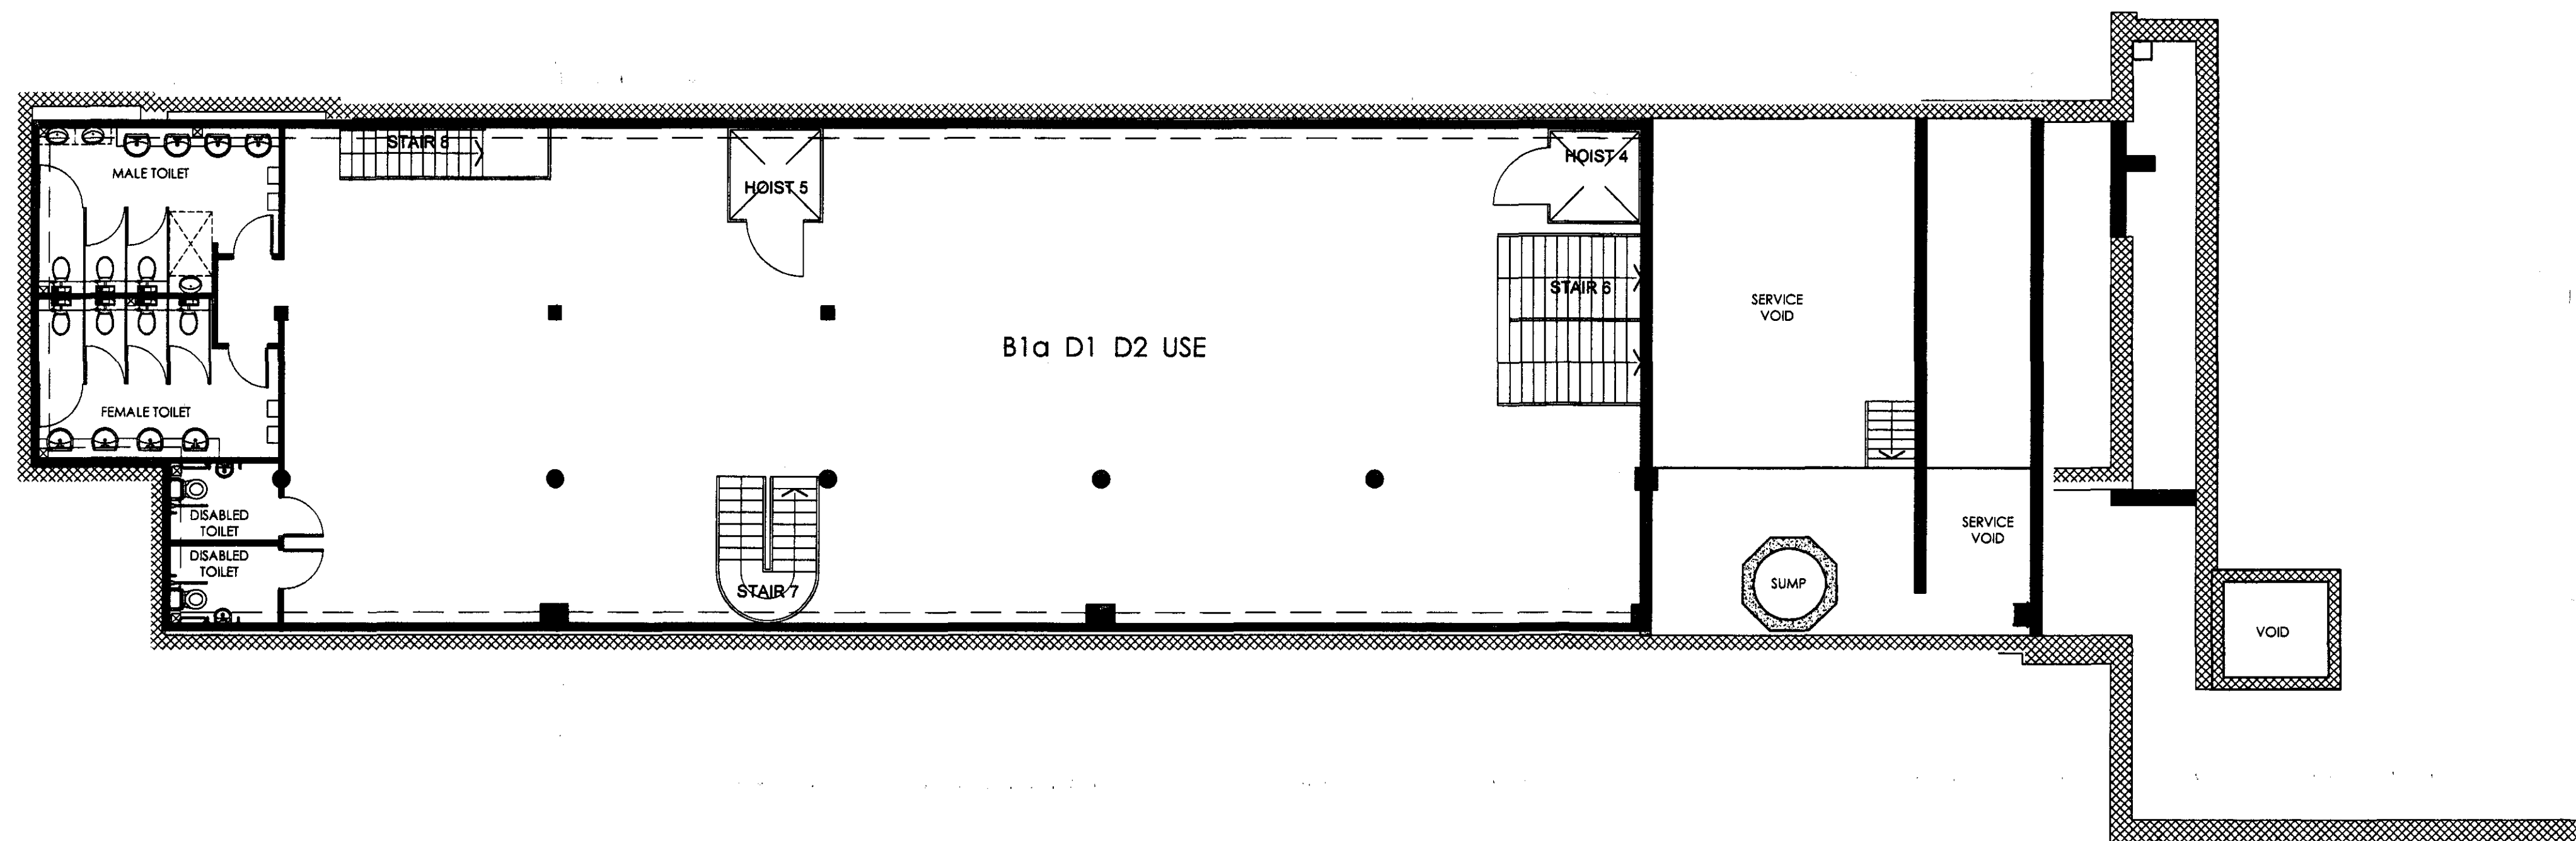 STAIR 8
MALE TOILET
HOIST 5
HOIST 4
STAIR 6
SERVICE
VOID
B1a D1 D2 USE
FEMALE TOILET
DISABLED
TOILET
DISABLED
TOILET
STAIR 7
SUMP
SERVICE
VOID
VOID